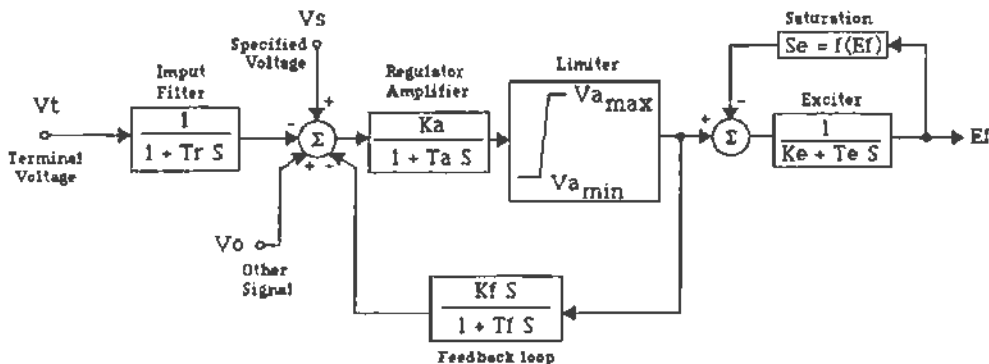 Vs
Specified
Voltage
Imput
Filter
Vt
Terminal
Voltage
1
1 + Tr S
-
+
Σ
+
-
Vo
Other
Signal
Regulator
Amplifier
Ka
1 + Ta S
Limiter
Va max
Va min
Kf S
1 + Tf S
Feedback loop
Saturation
Se = f(Ef)
-
+
Σ
Exciter
1
Ke + Te S
Ef